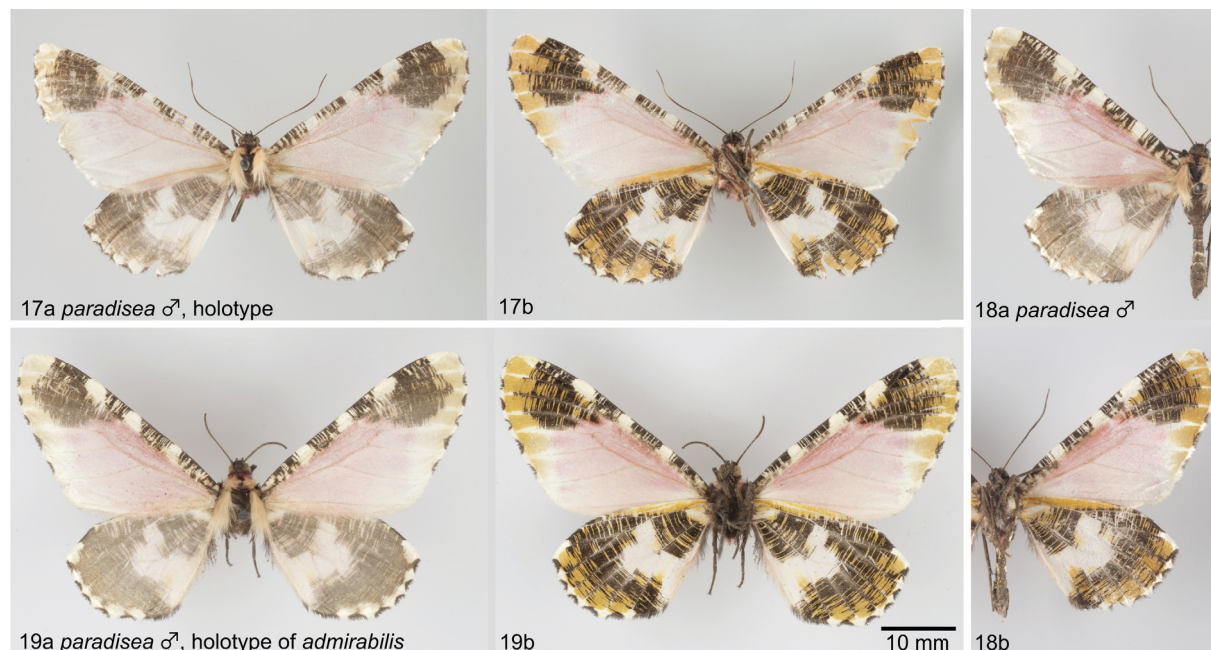 17a paradisea ♂, holotype
17b
18a paradisea ♂
19a paradisea ♂, holotype of admirabilis
19b
10 mm
18b